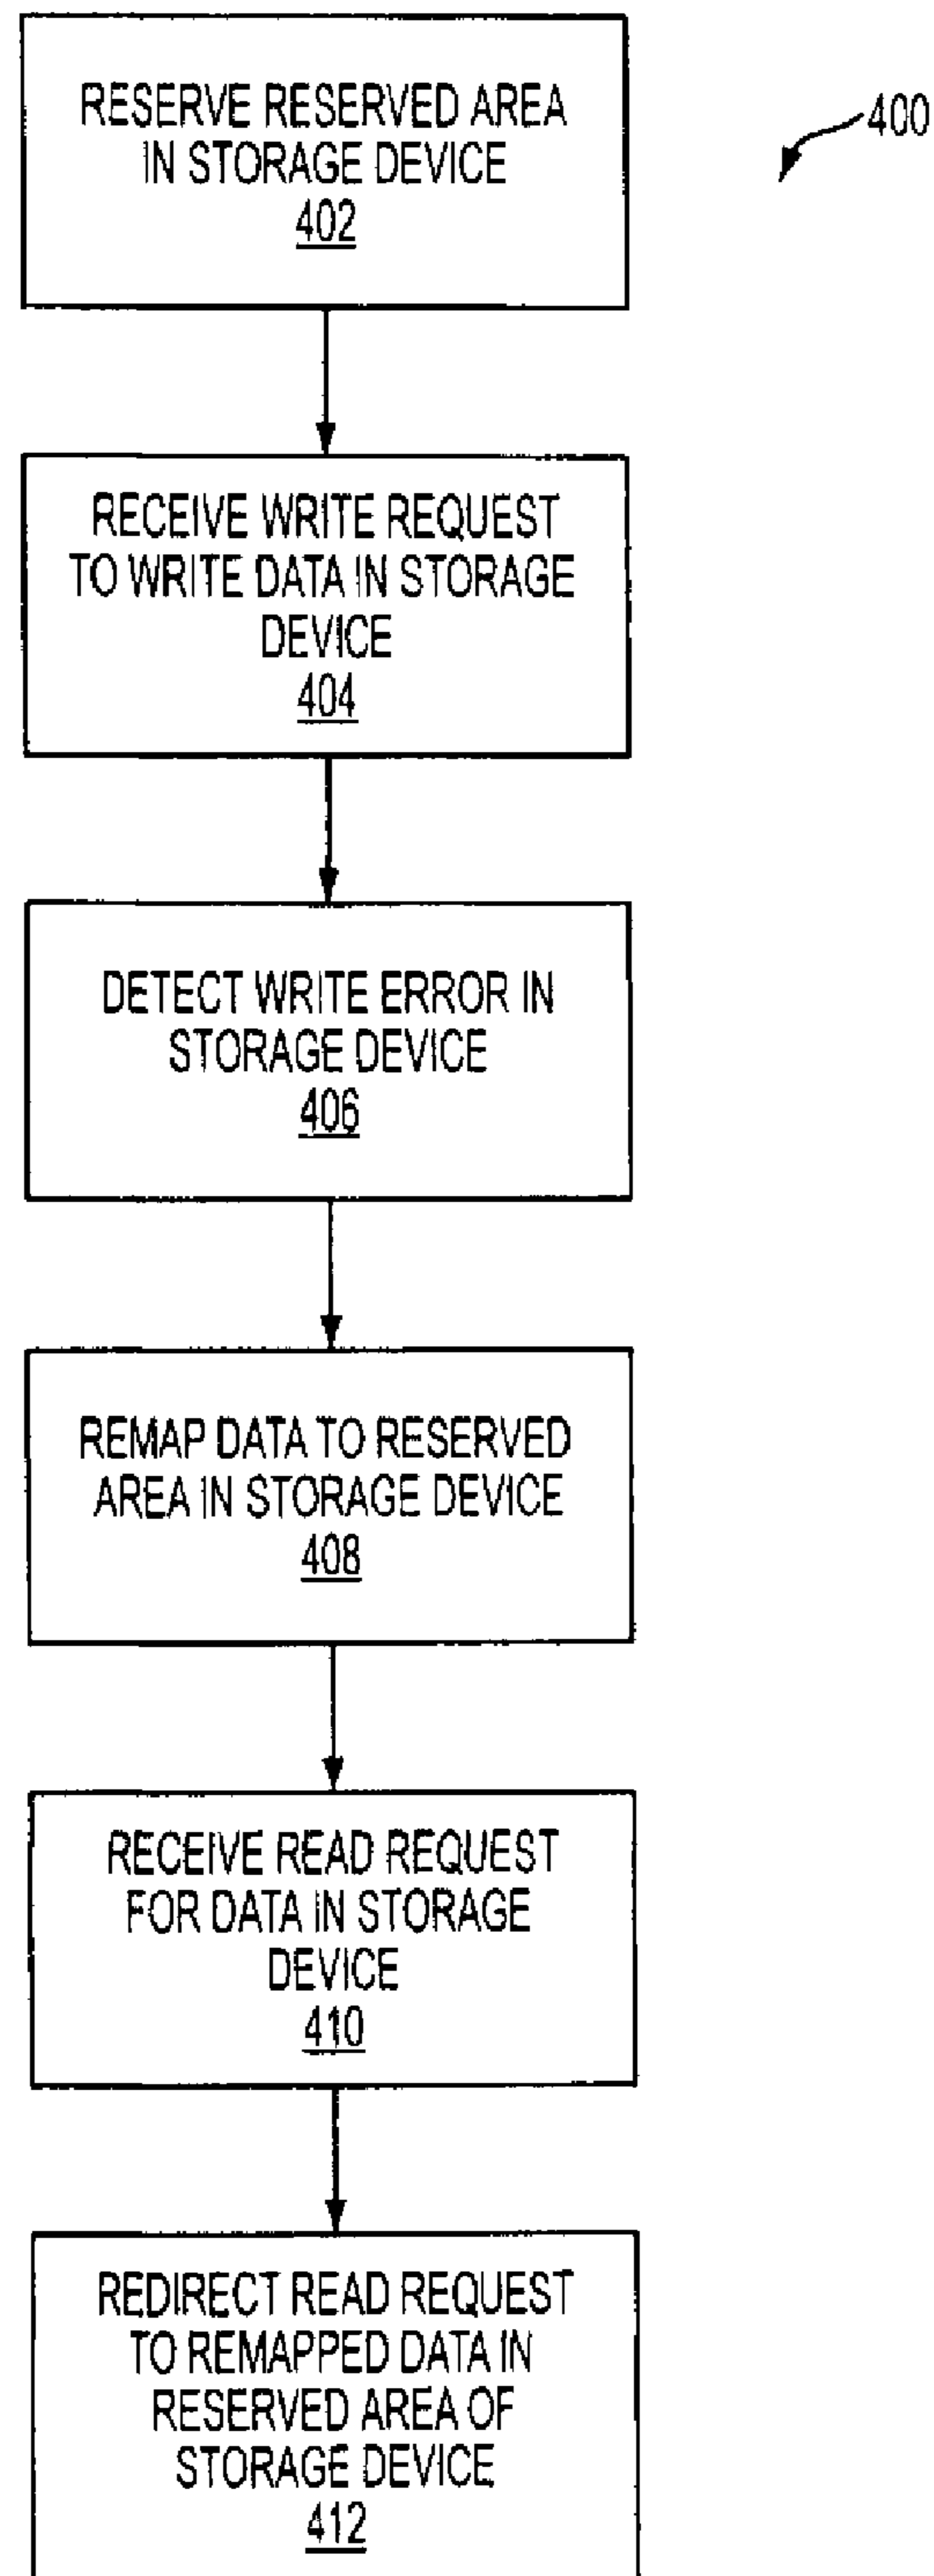 RESERVE RESERVED AREA
IN STORAGE DEVICE
402
400
RECEIVE WRITE REQUEST
TO WRITE DATA IN STORAGE
DEVICE
404
DETECT WRITE ERROR IN
STORAGE DEVICE
406
REMAP DATA TO RESERVED
AREA IN STORAGE DEVICE
408
RECEIVE READ REQUEST
FOR DATA IN STORAGE
DEVICE
410
REDIRECT READ REQUEST
TO REMAPPED DATA IN
RESERVED AREA OF
STORAGE DEVICE
412